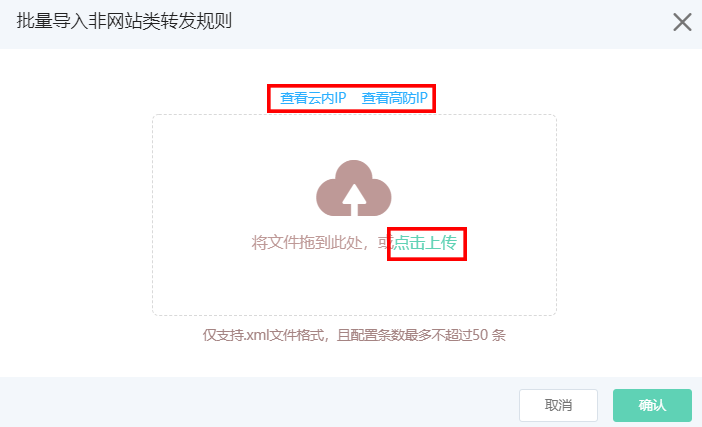 批量导入非网站类转发规则
查看云内IP 查看高防IP
将文件拖到此处，或点击上传
仅支持.xml文件格式，且配置条数最多不超过50 条
取消 确认